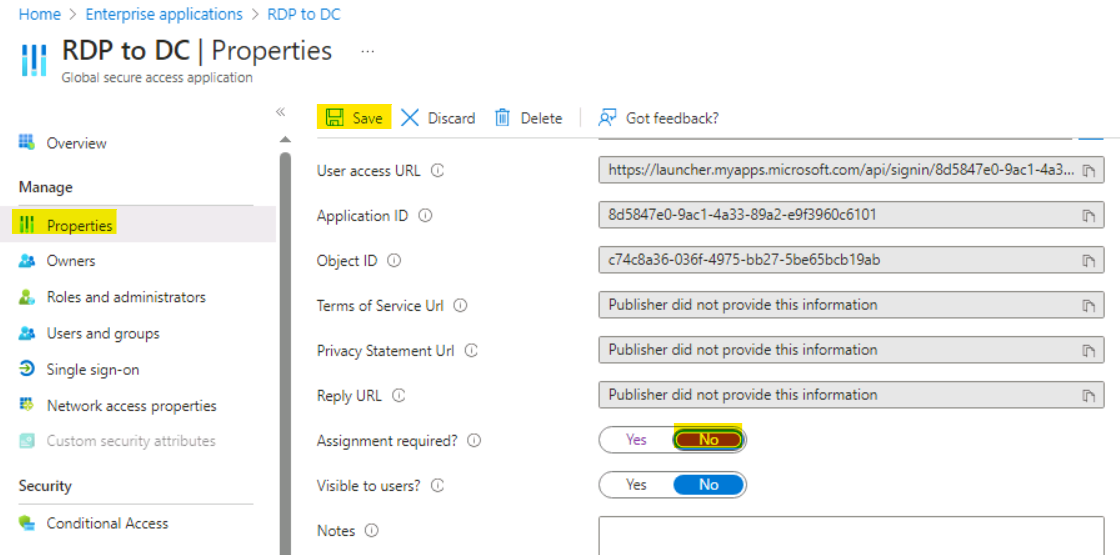 Home > Enterprise applications > RDP to DC
RDP to DC | Properties ...
Global secure access application
«
Save Discard Delete Got feedback?
Overview
Manage
Properties
Owners
Roles and administrators
Users and groups
Single sign-on
Network access properties
Custom security attributes
Security
Conditional Access
User access URL https://launcher.myapps.microsoft.com/api/signin/8d5847e0-9ac1-4a3...
Application ID 8d5847e0-9ac1-4a33-89a2-e9f3960c6101
Object ID c74c8a36-036f-4975-bb27-5be65bcb19ab
Terms of Service Url Publisher did not provide this information
Privacy Statement Url Publisher did not provide this information
Reply URL Publisher did not provide this information
Assignment required? Yes No
Visible to users? Yes No
Notes